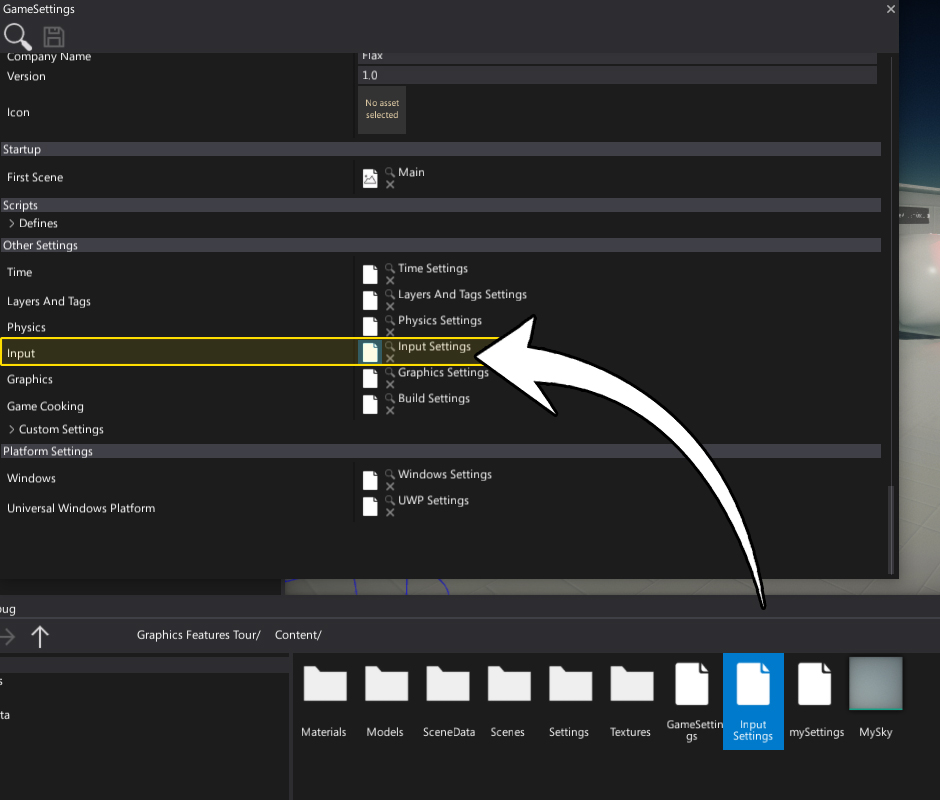 GameSettings
Company Name
Flax
Version
1.0
Icon
No asset
selected
Startup
First Scene
Main
Scripts
Defines
Other Settings
Time
Time Settings
Layers And Tags
Layers And Tags Settings
Physics
Physics Settings
Input
Input Settings
Graphics
Graphics Settings
Game Cooking
Build Settings
Custom Settings
Platform Settings
Windows
Windows Settings
Universal Windows Platform
UWP Settings
bug
Graphics Features Tour/ Content/
s
ta
Materials
Models
SceneData
Scenes
Settings
Textures
GameSettin
gs
Input
Settings
mySettings
MySky